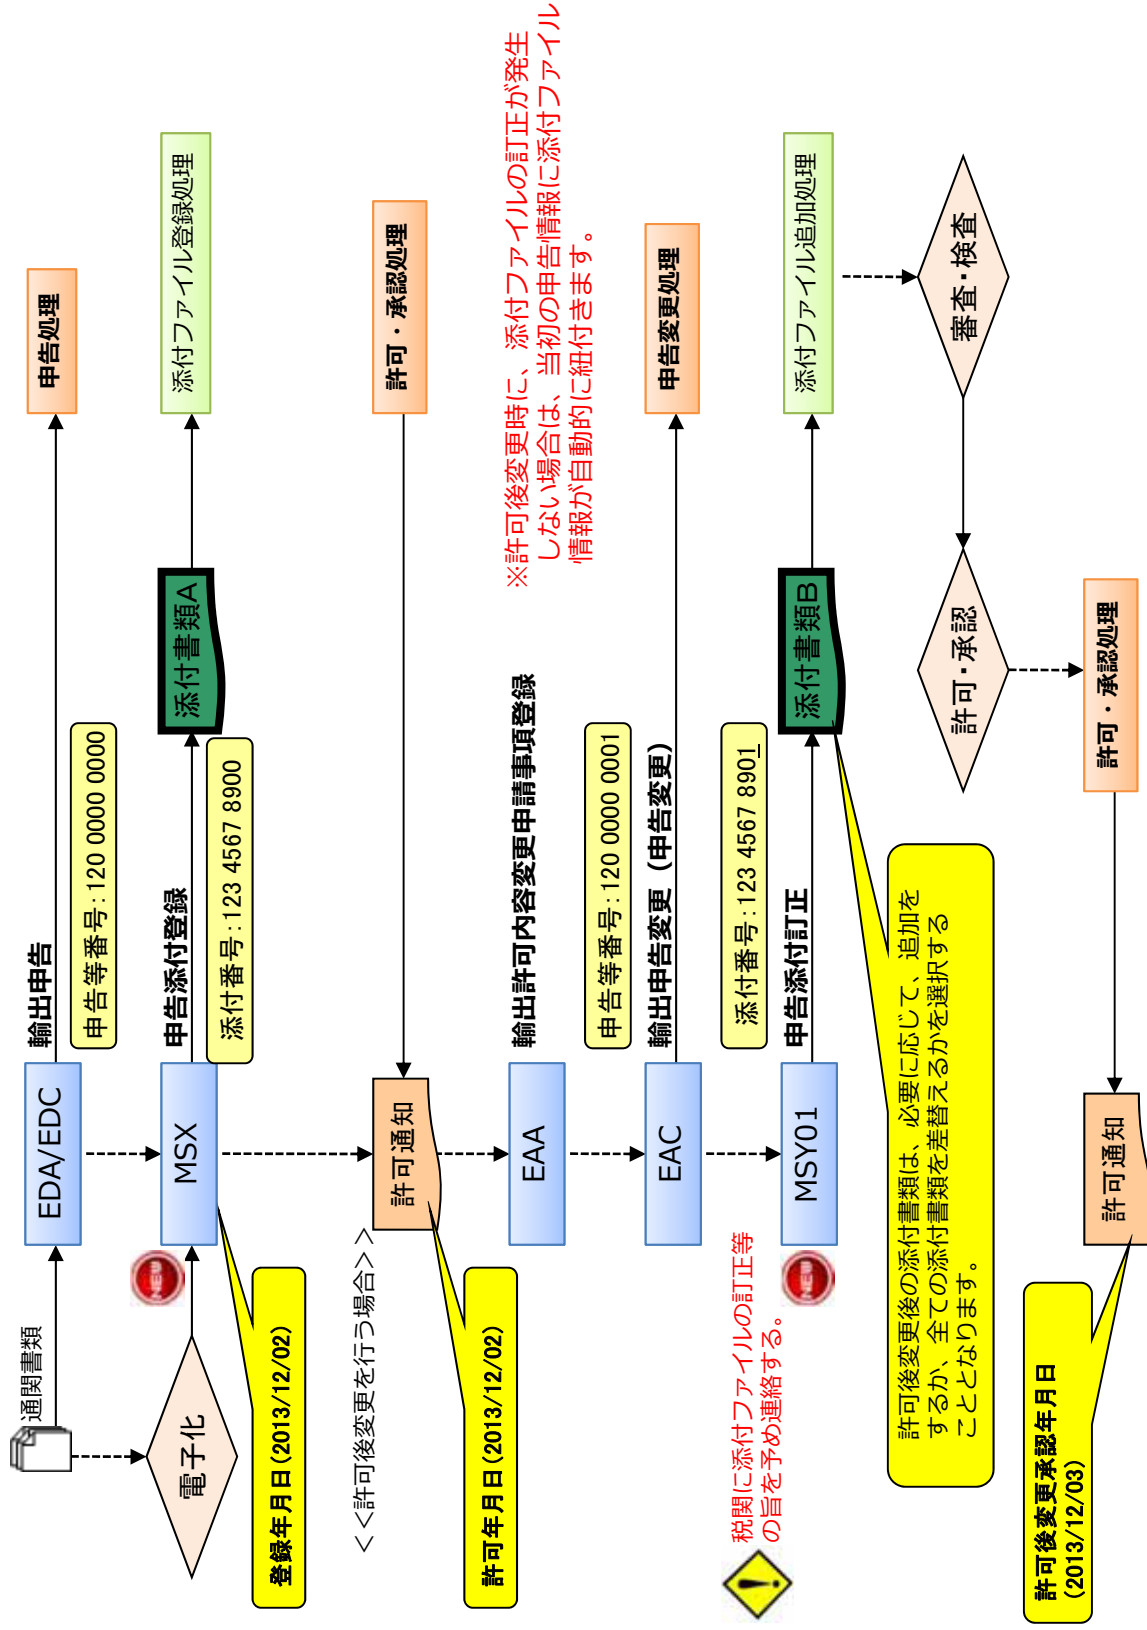 通関書類
EDA/EDC
輸出申告
申告処理
申告等番号:120 0000 0000
電子化
NEW
MSX
申告添付登録
添付書類A
添付ファイル登録処理
添付番号:123 4567 8900
登録年月日(2013/12/02)
<<許可後変更を行う場合>>
許可通知
許可・承認処理
許可年月日(2013/12/02)
EAA
輸出許可内容変更申請事項登録
※許可後変更時に、添付ファイルの訂正が発生
しない場合は、当初の申告情報に添付ファイル
情報が自動的に紐付きます。
申告等番号:120 0000 0001
EAC
輸出申告変更(申告変更)
申告変更処理
税関に添付ファイルの訂正等
の旨を予め連絡する。
添付番号:123 4567 8901
NEW
MSY01
申告添付訂正
添付書類B
添付ファイル追加処理
許可後変更後の添付書類は、必要に応じて、追加を
するか、全ての添付書類を差替えるかを選択する
こととなります。
許可・承認
審査・検査
許可後変更承認年月日
(2013/12/03)
許可通知
許可・承認処理